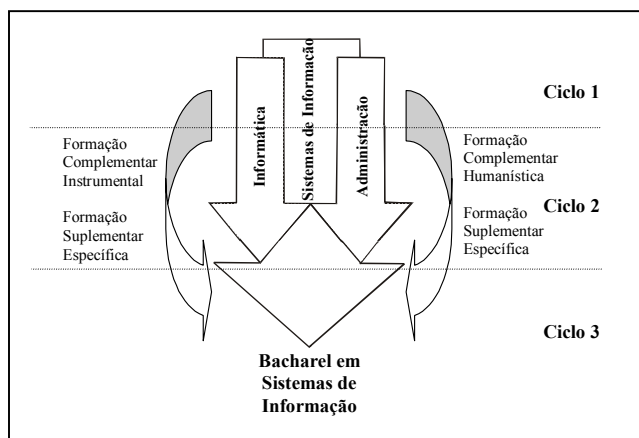 Ciclo 1
Informática
Sistemas de Informação
Administração
Formação
Complementar
Instrumental
Formação
Complementar
Humanística
Ciclo 2
Formação
Suplementar
Específica
Formação
Suplementar
Específica
Ciclo 3
Bacharel em
Sistemas de
Informação